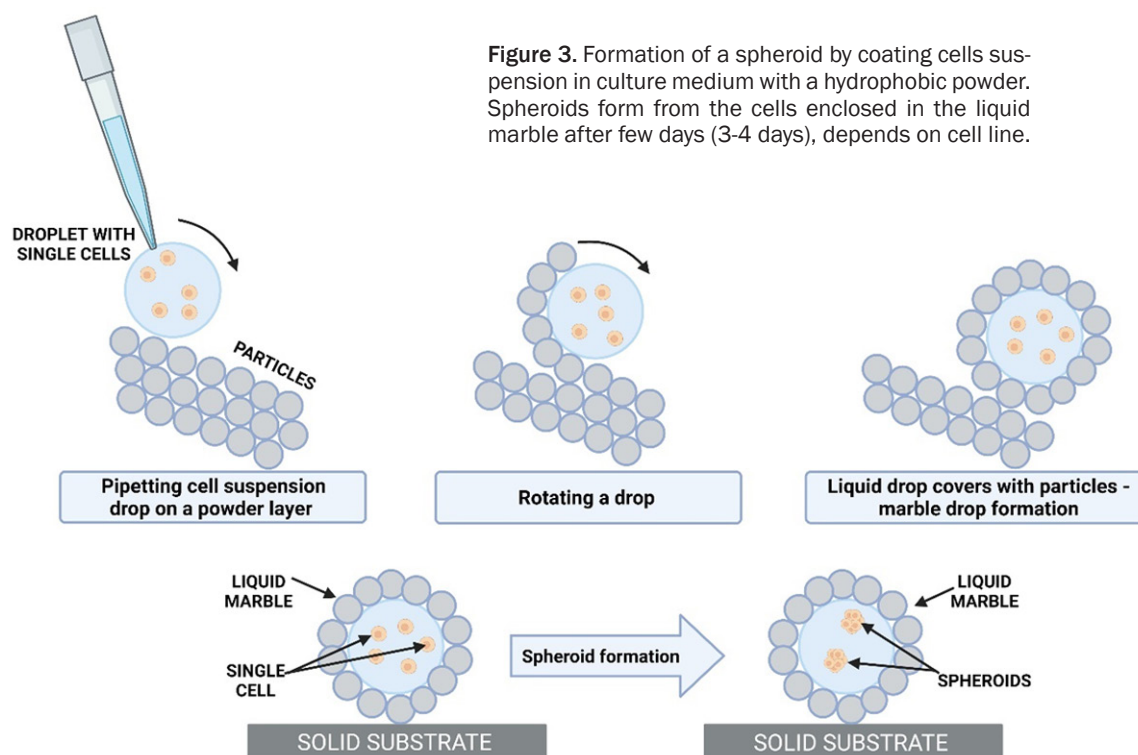 Figure 3. Formation of a spheroid by coating cells sus-
pension in culture medium with a hydrophobic powder.
Spheroids form from the cells enclosed in the liquid
marble after few days (3-4 days), depends on cell line.
DROPLET WITH
SINGLE CELLS
PARTICLES
Pipetting cell suspension
drop on a powder layer
Rotating a drop
Liquid drop covers with particles -
marble drop formation
LIQUID
MARBLE
SINGLE
CELL
Spheroid formation
LIQUID
MARBLE
SPHEROIDS
SOLID SUBSTRATE
SOLID SUBSTRATE